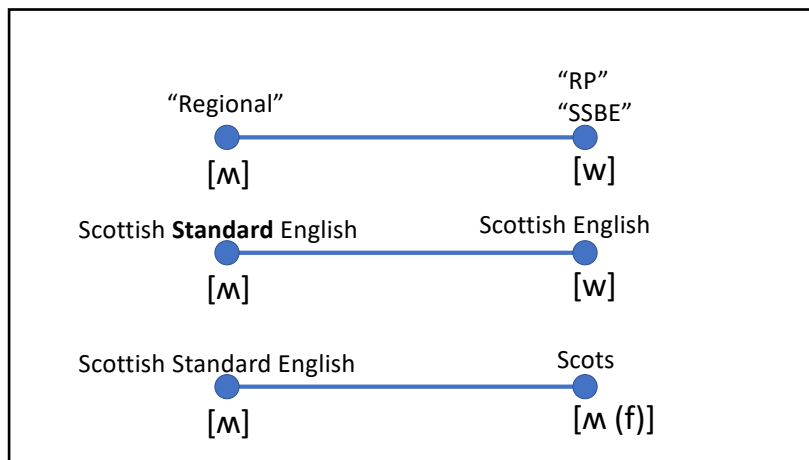 “RP”
“Regional”
“SSBE”
[ʍ]
[w]
Scottish Standard English
Scottish English
[ʍ]
[w]
Scottish Standard English
Scots
[ʍ]
[ʍ (f)]